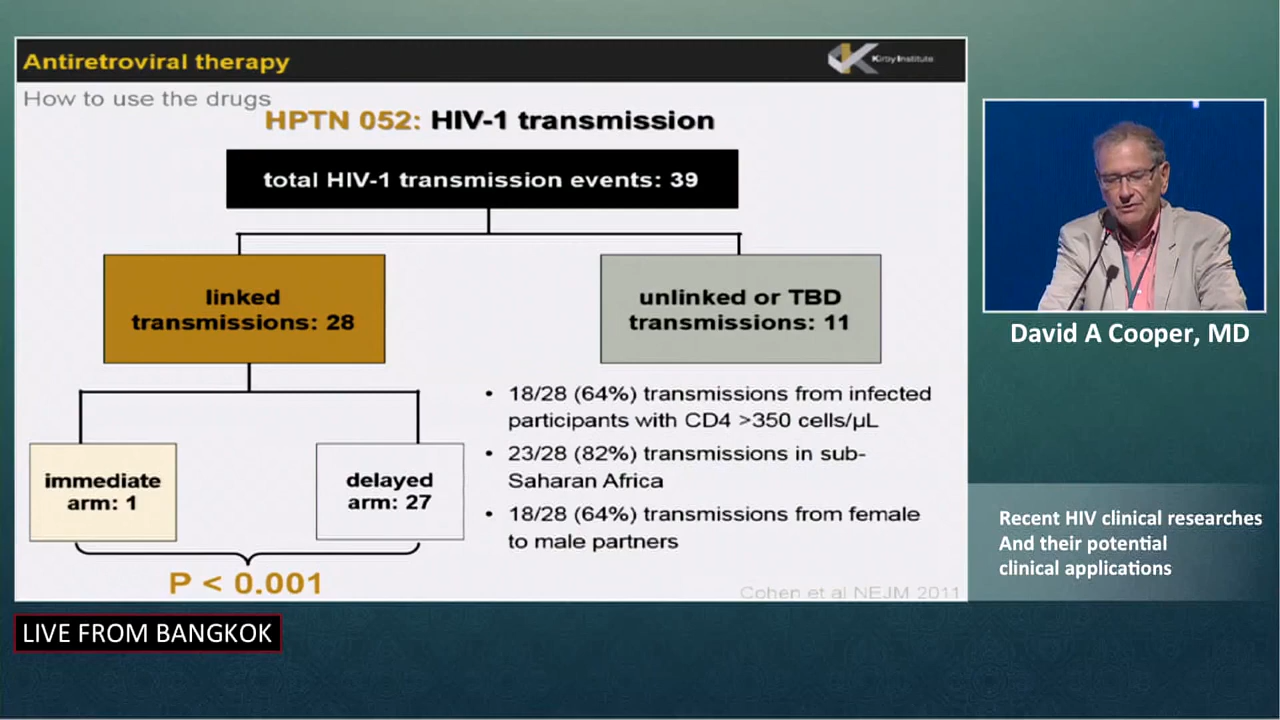 Antiretroviral therapy
Kirby Institute
How to use the drugs
HPTN 052: HIV-1 transmission
total HIV-1 transmission events: 39
linked
transmissions: 28
unlinked or TBD
transmissions: 11
immediate
arm: 1
delayed
arm: 27
P < 0.001
• 18/28 (64%) transmissions from infected
participants with CD4 >350 cells/µL
• 23/28 (82%) transmissions in sub-
Saharan Africa
• 18/28 (64%) transmissions from female
to male partners
Cohen et al NEJM 2011
David A Cooper, MD
Recent HIV clinical researches
And their potential
clinical applications
LIVE FROM BANGKOK